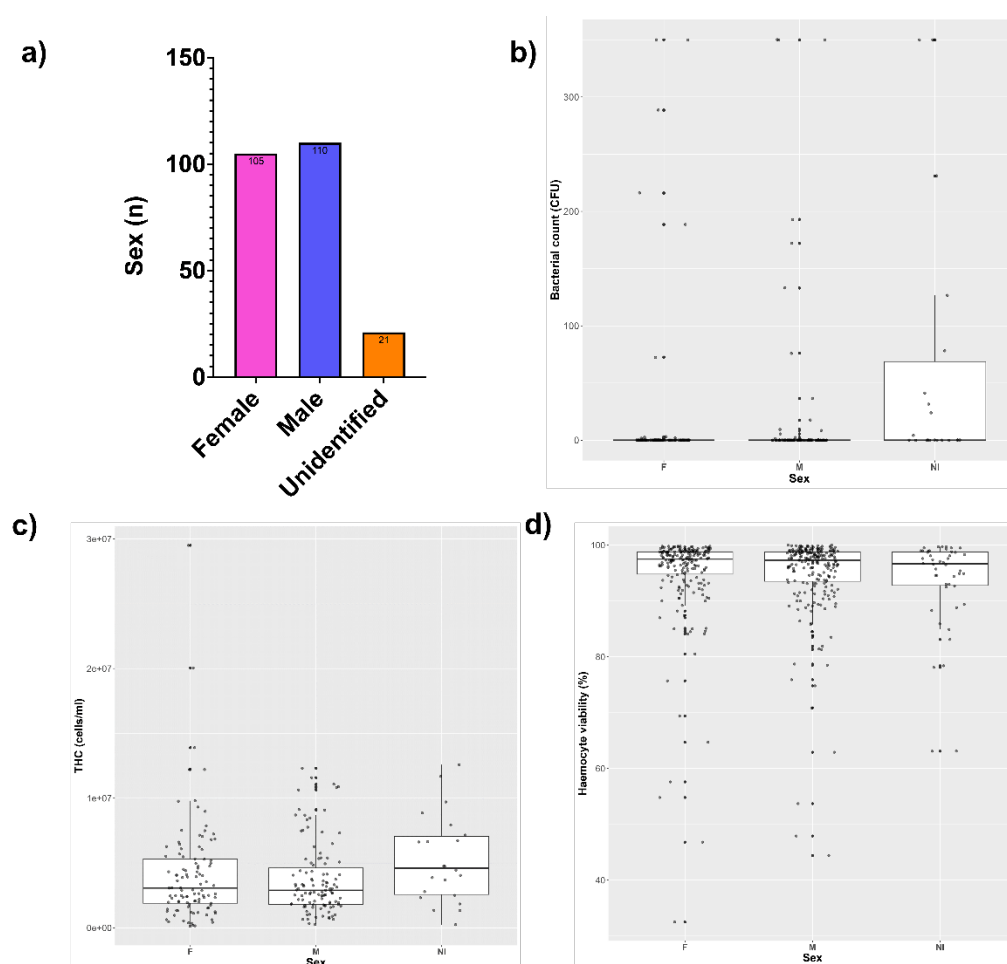 a)
Sex (n)
150
100
50
0
105
110
21
Female
Male
Unidentified
b)
Bacterial count (CFU)
300
200
100
0
F
M
NI
Sex
c)
THC (cells/ml)
3e+07
2e+07
1e+07
0e+00
F
M
NI
Sex
d)
Haemocyte viability (%)
100
80
60
40
F
M
NI
Sex